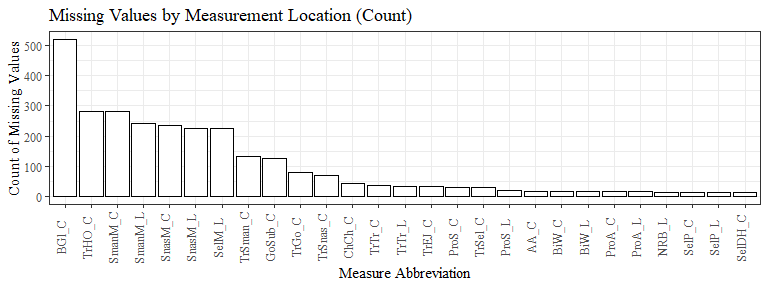 Missing Values by Measurement Location (Count)
Count of Missing Values
500
400
300
200
100
0
BGI_C
TrHO_C
SmanM_C
SmanM_L
SnasM_C
SnasM_L
SelM_L
TrSman_C
GoSub_C
TrGo_C
TrSnas_C
ChCh_C
TrTr_C
TrTr_L
TrEJ_C
ProS_C
TrSel_C
ProS_L
AA_C
BiW_C
BiW_L
ProA_C
ProA_L
NRB_L
SelP_C
SelP_L
SelDH_C
Measure Abbreviation